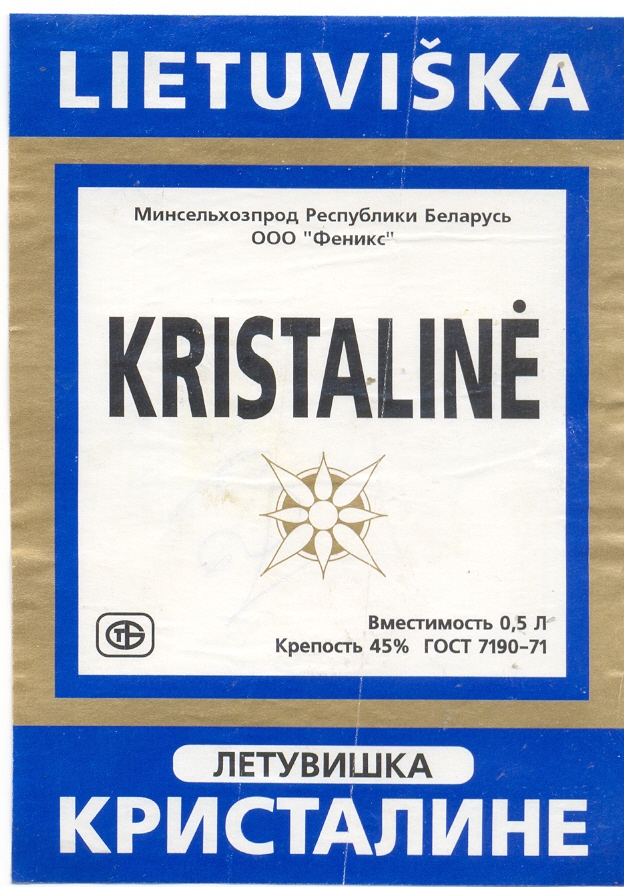 LIETUVIŠKA
Минсельхозпрод Республики Беларусь
ООО "Феникс"
KRISTALINĖ
Вместимость 0,5 Л
Крепость 45% ГОСТ 7190-71
ЛЕТУВИШКА
КРИСТАЛИНЕ